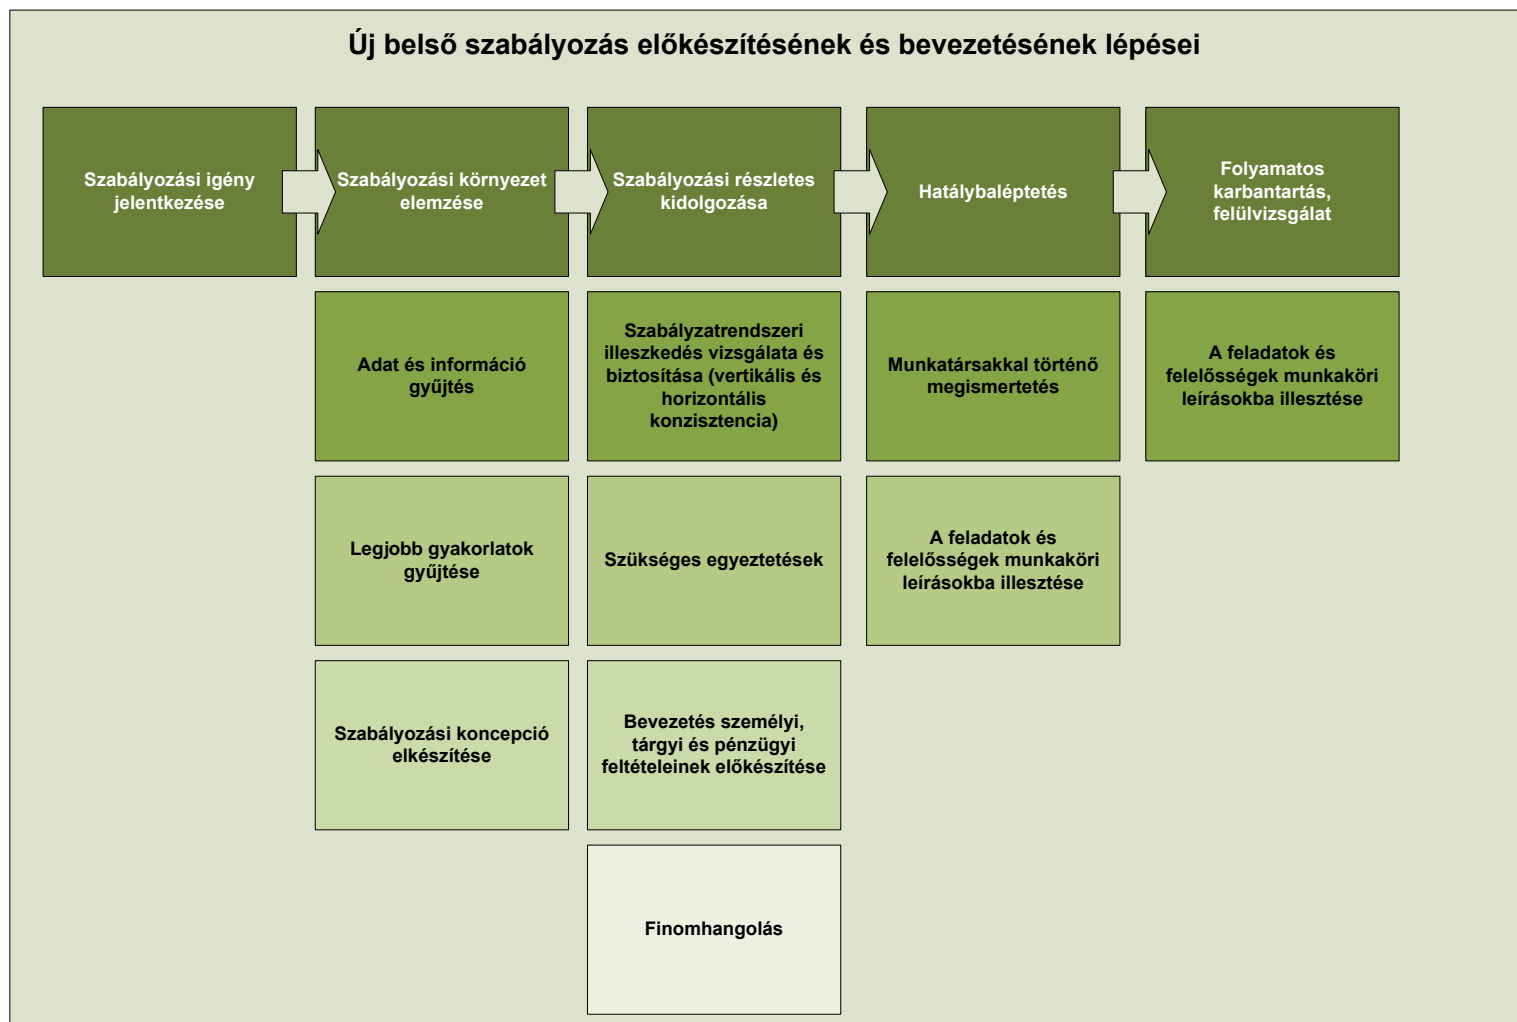 Új belső szabályozás előkészítésének és bevezetésének lépései
Szabályozási igény
jelentkezése
Szabályozási környezet
elemzése
Szabályozási részletes
kidolgozása
Hatálybaléptetés
Folyamatos
karbantartás,
felülvizsgálat
Adat és információ
gyűjtés
Szabályzatrendszeri
illeszkedés vizsgálata és
biztosítása (vertikális és
horizontális
konzisztencia)
Munkatársakkal történő
megismertetés
A feladatok és
felelősségek munkaköri
leírásokba illesztése
Legjobb gyakorlatok
gyűjtése
Szükséges egyeztetések
A feladatok és
felelősségek munkaköri
leírásokba illesztése
Szabályozási koncepció
elkészítése
Bevezetés személyi,
tárgyi és pénzügyi
feltételeinek előkészítése
Finomhangolás